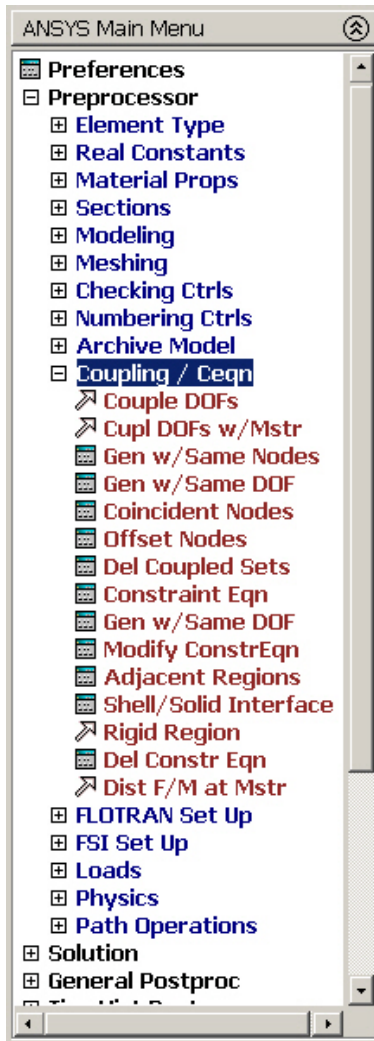 ANSYS Main Menu
Preferences
Preprocessor
Element Type
Real Constants
Material Props
Sections
Modeling
Meshing
Checking Ctrls
Numbering Ctrls
Archive Model
Coupling / Ceqn
Couple DOFs
Cupl DOFs w/Mstr
Gen w/Same Nodes
Gen w/Same DOF
Coincident Nodes
Offset Nodes
Del Coupled Sets
Constraint Eqn
Gen w/Same DOF
Modify ConstrEqn
Adjacent Regions
Shell/Solid Interface
Rigid Region
Del Constr Eqn
Dist F/M at Mstr
FLOTRAN Set Up
FSI Set Up
Loads
Physics
Path Operations
Solution
General Postproc